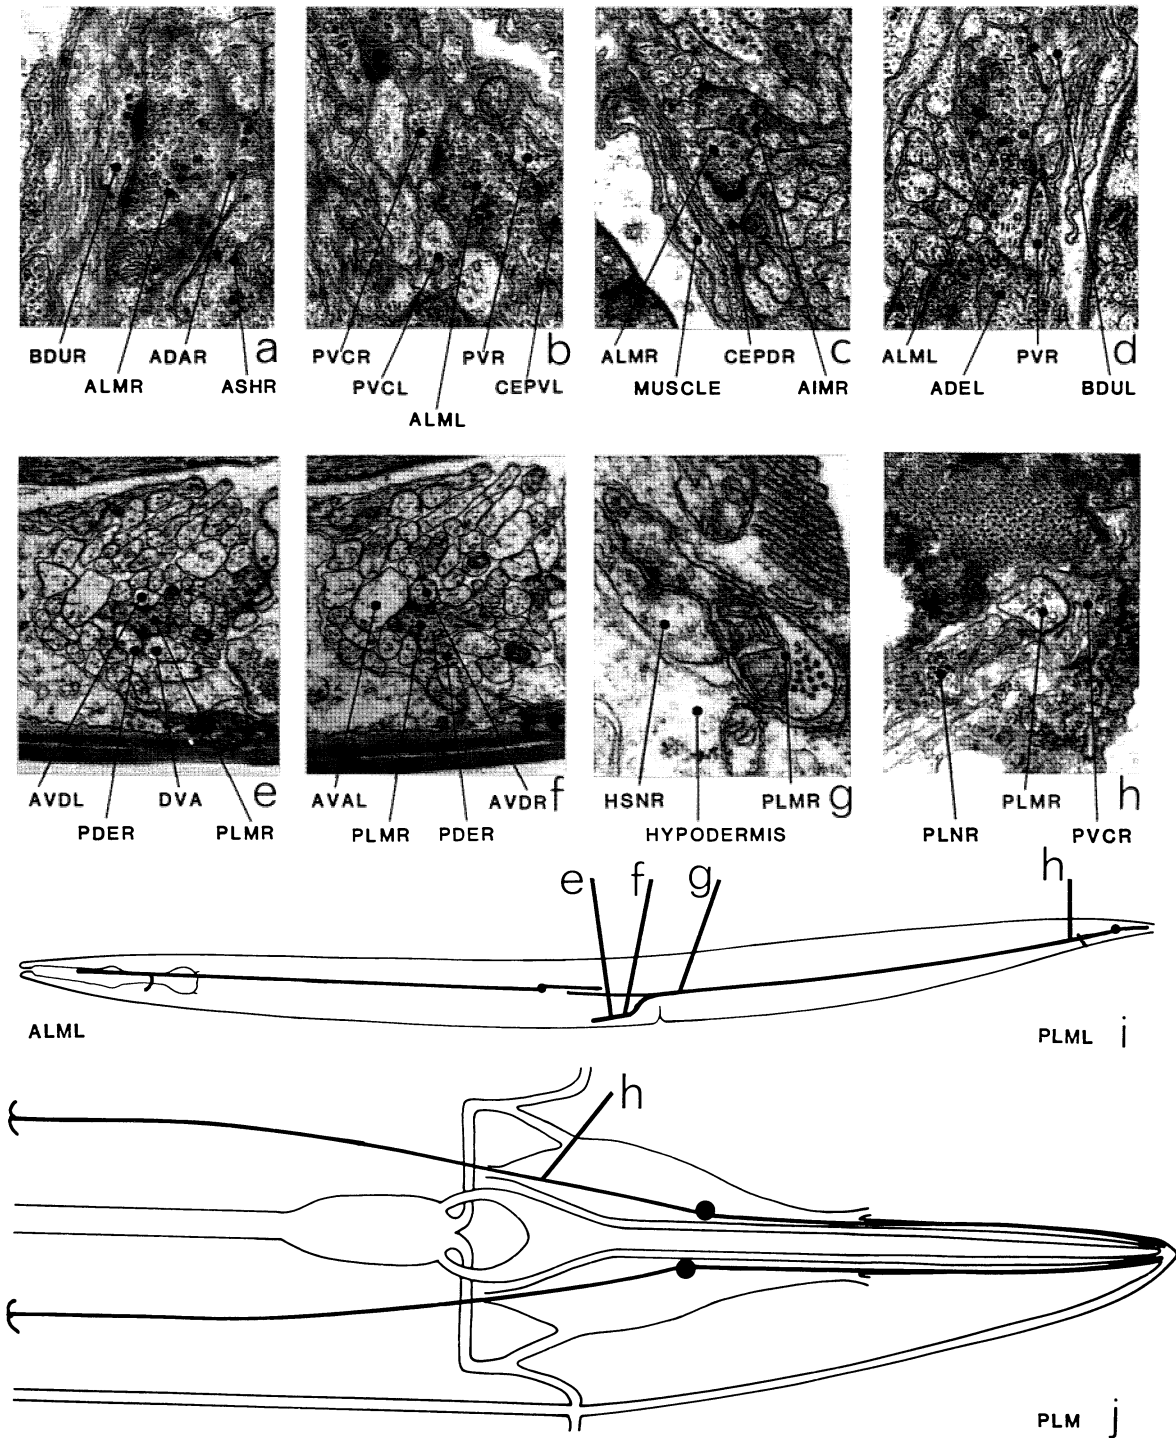 a
BDUR ADAR
ALMR ASHR
b
PVCR PVR
PVCL CEPVL
ALML
c
ALMR CEPDR
MUSCLE AIMR
d
ALML PVR
ADEL BDUL
e
AVDL DVA
PDER PLMR
f
AVAL AVDR
PLMR PDER
g
HSNR PLMR
HYPODERMIS
h
PLMR
PLNR PVCR
e f g h
ALML PLML i
h
PLM j